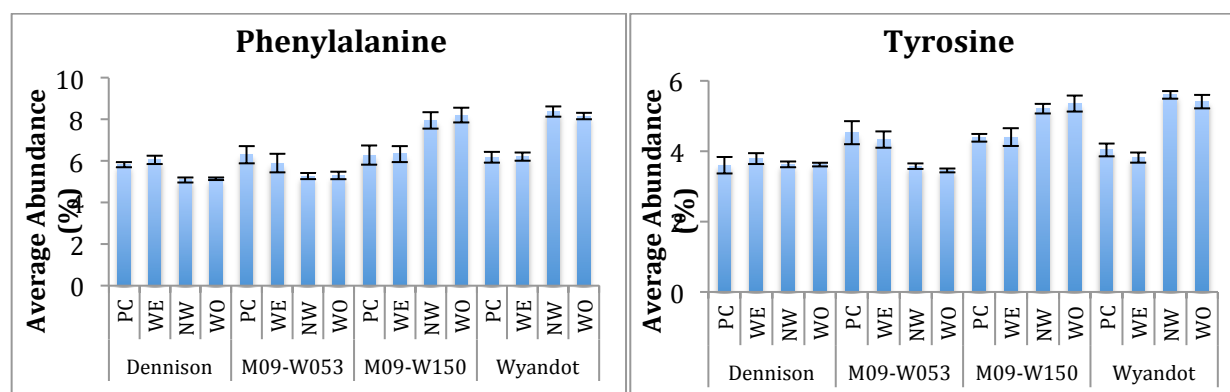 Phenylalanine
Average Abundance
(%)
10
8
6
4
2
0
PC WE NW WO PC WE NW WO PC WE NW WO PC WE NW WO
Dennison M09-W053 M09-W150 Wyandot
Tyrosine
Average Abundance
(%)
6
4
2
0
PC WE NW WO PC WE NW WO PC WE NW WO PC WE NW WO
Dennison M09-W053 M09-W150 Wyandot